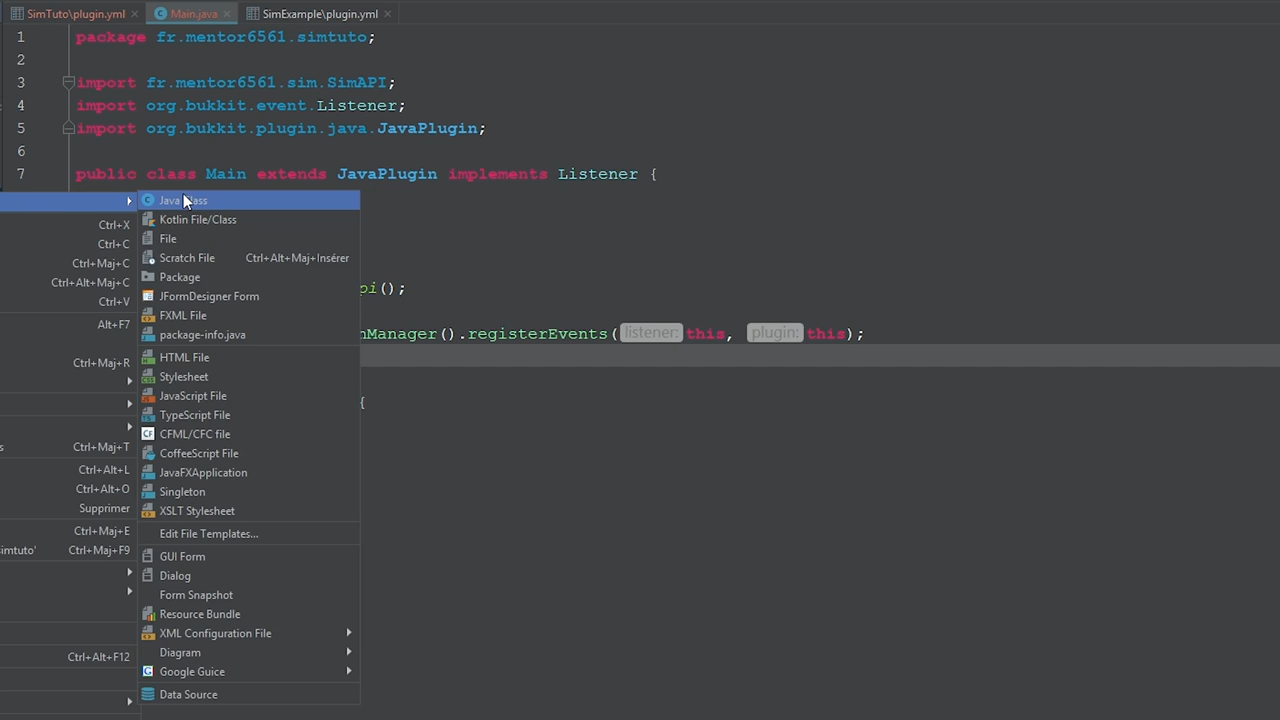 SimTuto\plugin.yml
Main.java
SimExample\plugin.yml
1 package fr.mentor6561.simtuto;
2
3 import fr.mentor6561.sim.SimAPI;
4 import org.bukkit.event.Listener;
5 import org.bukkit.plugin.java.JavaPlugin;
6
7 public class Main extends JavaPlugin implements Listener {
pi();
nManager().registerEvents( listener: this, plugin: this);
{
Ctrl+X
Ctrl+C
Ctrl+Maj+C
Ctrl+Alt+Maj+C
Ctrl+V
Alt+F7
Ctrl+Maj+R
s Ctrl+Maj+T
Ctrl+Alt+L
Ctrl+Alt+O
Supprimer
Ctrl+Maj+E
simtuto' Ctrl+Maj+F9
Ctrl+Alt+F12
Java Class
Kotlin File/Class
File
Scratch File Ctrl+Alt+Maj+Insérer
Package
JFormDesigner Form
FXML File
package-info.java
HTML File
Stylesheet
JavaScript File
TypeScript File
CFML/CFC file
CoffeeScript File
JavaFXApplication
Singleton
XSLT Stylesheet
Edit File Templates...
GUI Form
Dialog
Form Snapshot
Resource Bundle
XML Configuration File
Diagram
Google Guice
Data Source